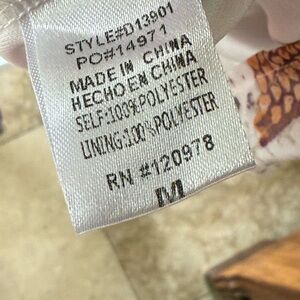 STYLE#D13901
PO#14971
MADE IN CHINA
HECHO EN CHINA
SELF:100%POLYESTER
LINING:100%POLYESTER
RN #120978
M